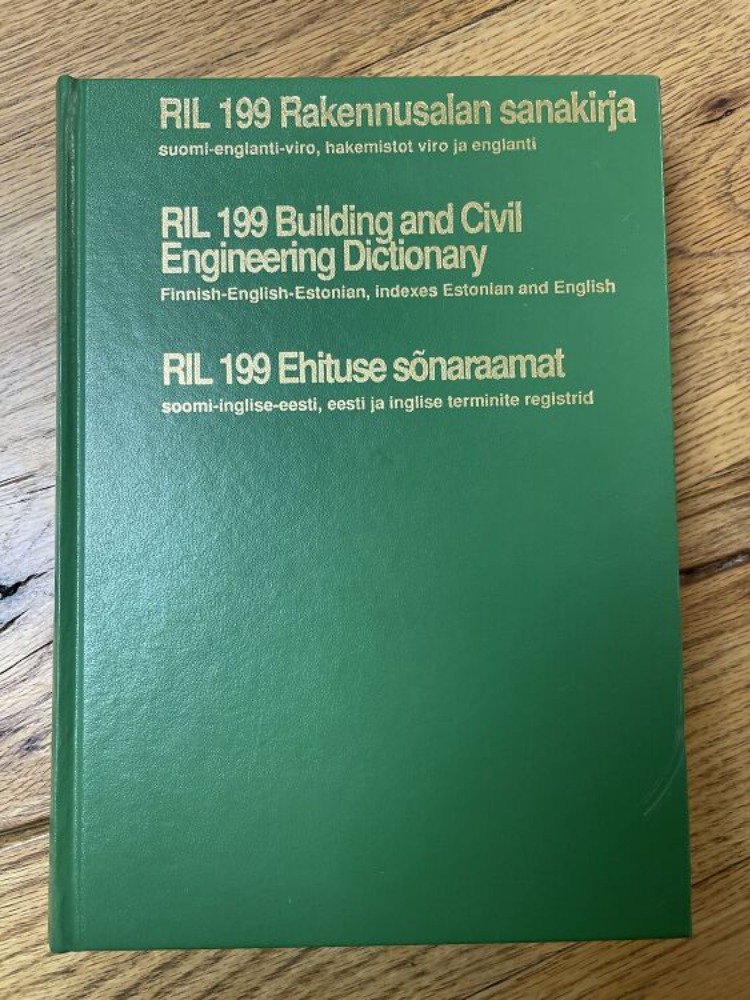 RIL 199 Rakennusalan sanakirja
suomi-englanti-viro, hakemistot viro ja englanti
RIL 199 Building and Civil
Engineering Dictionary
Finnish-English-Estonian, indexes Estonian and English
RIL 199 Ehituse sõnaraamat
soomi-inglise-eesti, eesti ja inglise terminite registrid